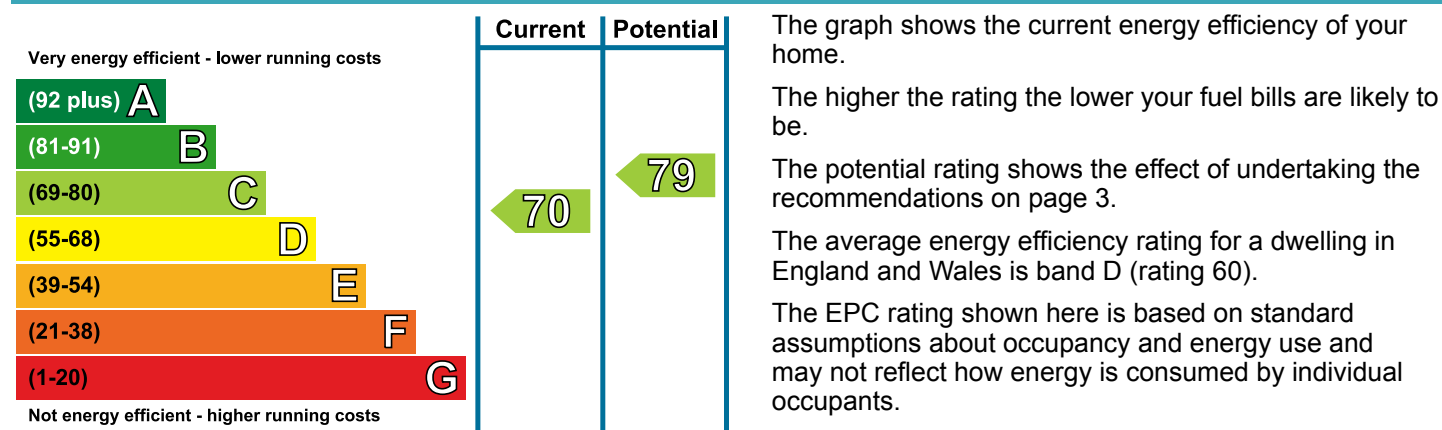 Current Potential
Very energy efficient - lower running costs
(92 plus) A
(81-91) B
(69-80) C
(55-68) D
(39-54) E
(21-38) F
(1-20) G
Not energy efficient - higher running costs
70
79
The graph shows the current energy efficiency of your
home.
The higher the rating the lower your fuel bills are likely to
be.
The potential rating shows the effect of undertaking the
recommendations on page 3.
The average energy efficiency rating for a dwelling in
England and Wales is band D (rating 60).
The EPC rating shown here is based on standard
assumptions about occupancy and energy use and
may not reflect how energy is consumed by individual
occupants.